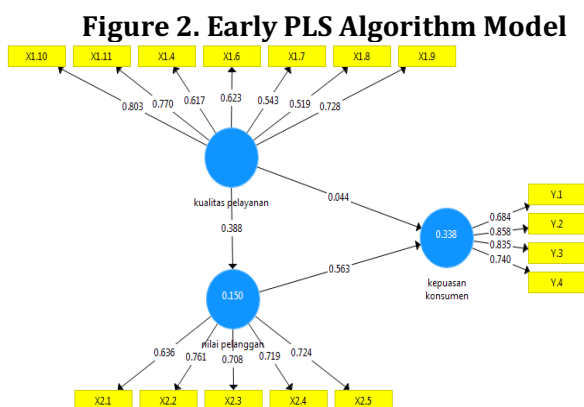 Figure 2. Early PLS Algorithm Model
X1.10 X1.11 X1.4 X1.6 X1.7 X1.8 X1.9
0.803 0.770 0.617 0.623 0.543 0.519 0.728
kualitas pelayanan
0.044
0.388
0.338
kepuasan
konsumen
0.684
0.858
0.835
0.740
Y.1
Y.2
Y.3
Y.4
0.563
0.150
nilai pelanggan
0.636 0.761 0.708 0.719 0.724
X2.1 X2.2 X2.3 X2.4 X2.5